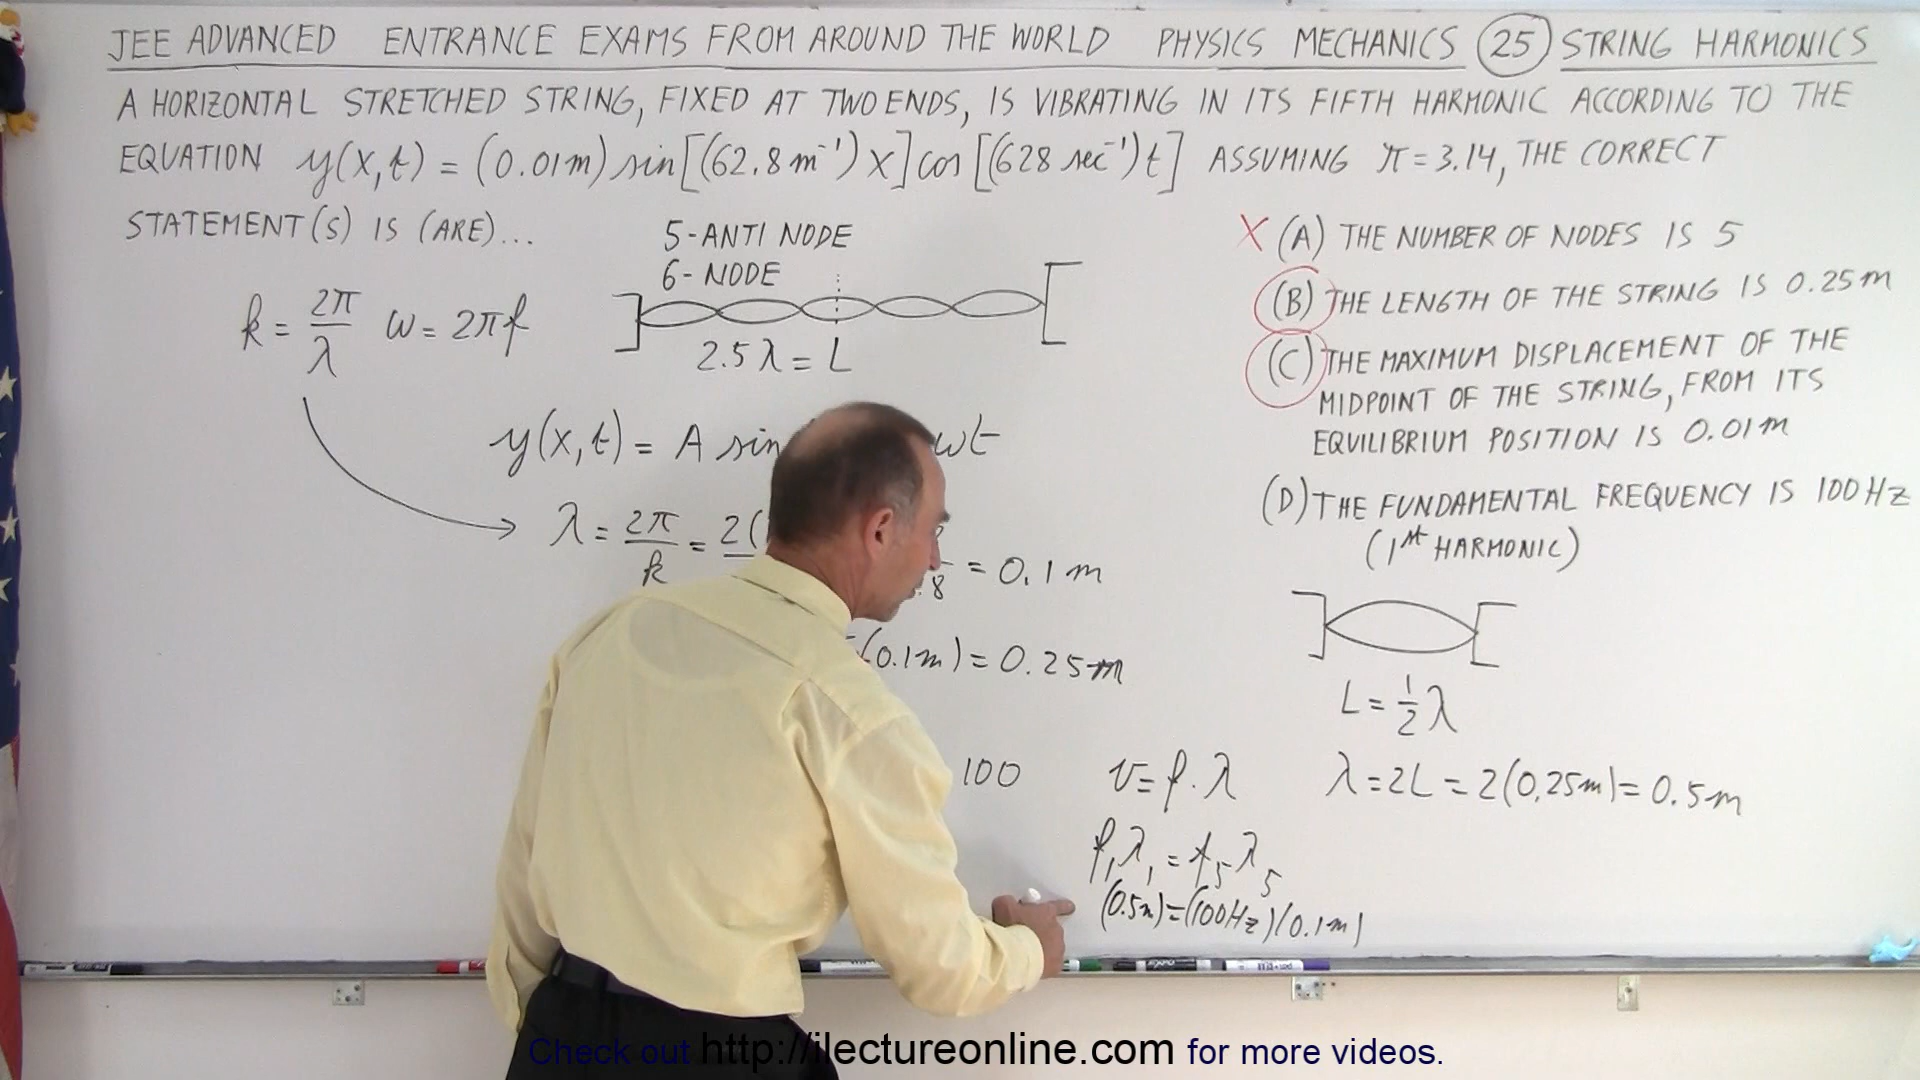 JEE ADVANCED ENTRANCE EXAMS FROM AROUND THE WORLD PHYSICS MECHANICS 25 STRING HARMONICS
A HORIZONTAL STRETCHED STRING, FIXED AT TWO ENDS, IS VIBRATING IN ITS FIFTH HARMONIC ACCORDING TO THE
EQUATION y(x,t) = (0.01m) sin[(62.8 m⁻¹) x] cos [(628 sec⁻¹) t] ASSUMING π = 3.14, THE CORRECT
STATEMENT(S) IS (ARE)...
5-ANTI NODE
6-NODE
k = 2π/λ ω = 2πf
2.5λ = L
y(x,t) = A sin ωt
λ = 2π/k = 2( 8 = 0.1 m
(0.1m) = 0.25m
100
X (A) THE NUMBER OF NODES IS 5
(B) THE LENGTH OF THE STRING IS 0.25m
(C) THE MAXIMUM DISPLACEMENT OF THE
MIDPOINT OF THE STRING, FROM ITS
EQUILIBRIUM POSITION IS 0.01m
(D) THE FUNDAMENTAL FREQUENCY IS 100Hz
(1st HARMONIC)
L = 1/2 λ
v = f · λ
λ = 2L = 2(0.25m) = 0.5m
f₁λ₁ = f₅λ₅
(0.5m) = (100Hz)(0.1m)
Check out http://ilectureonline.com for more videos.